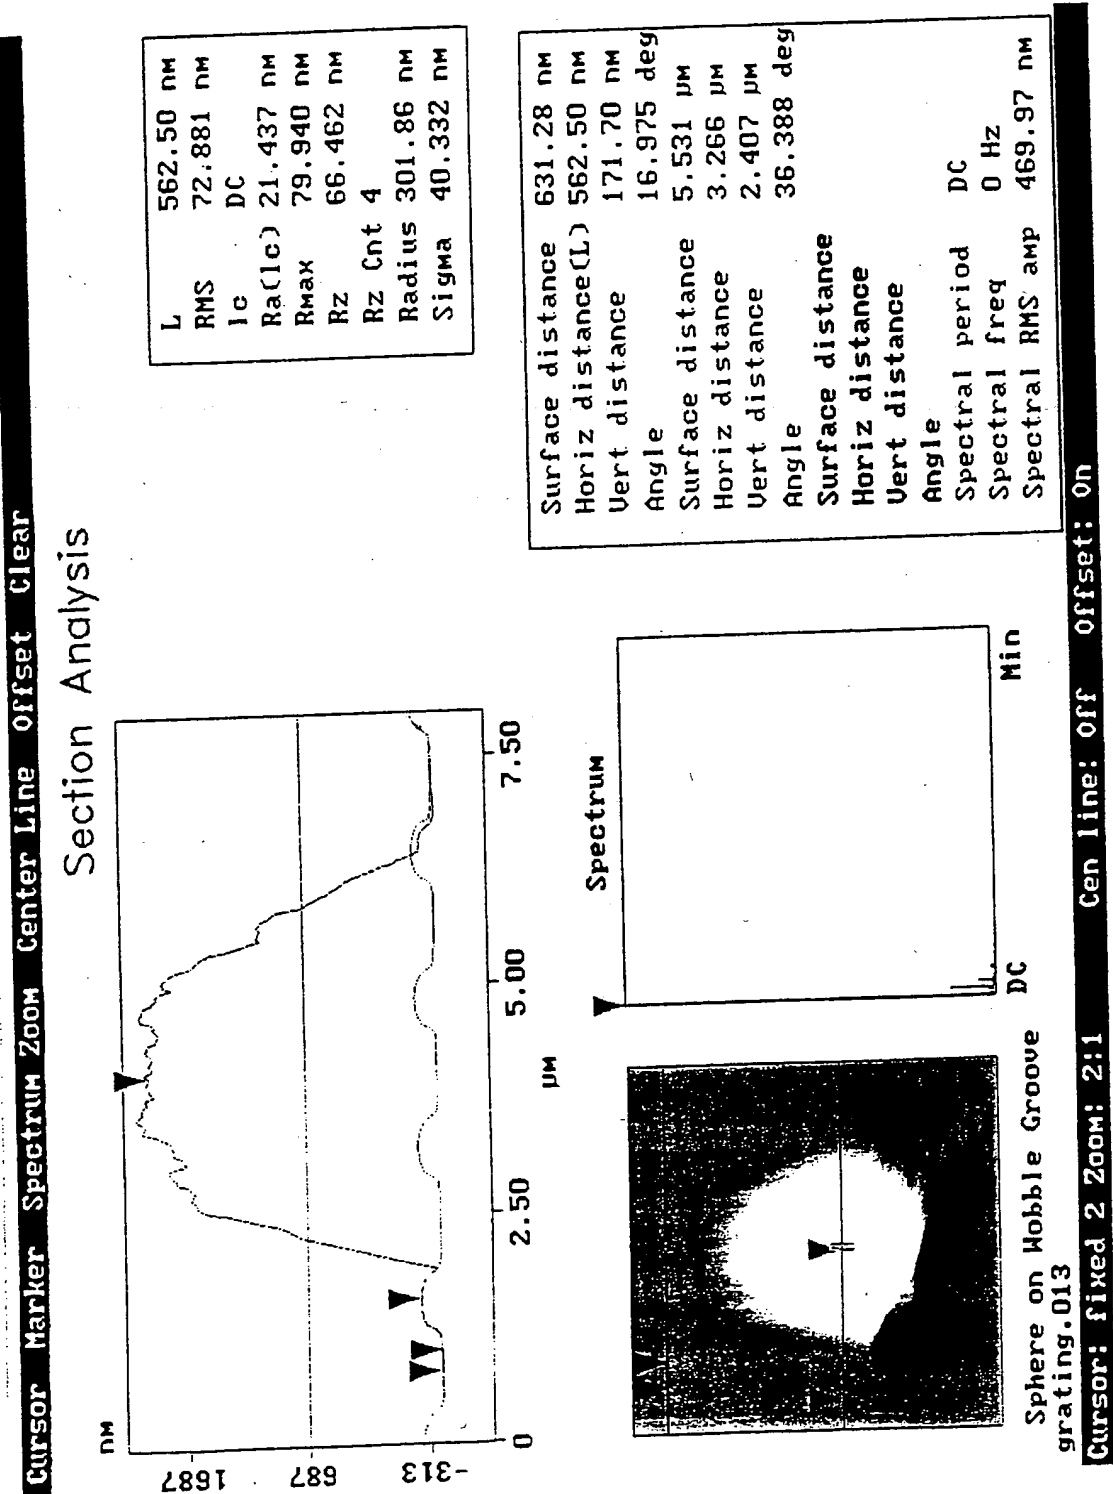 Cursor Marker Spectrum Zoom Center Line Offset Clear
Section Analysis
nm
1687
687
-313
0
2.50
5.00
7.50
µm
L 562.50 nm
RMS 72.881 nm
lc DC
Ra(lc) 21.437 nm
Rmax 79.940 nm
Rz 66.462 nm
Rz Cnt 4
Radius 301.86 nm
Sigma 40.332 nm
Spectrum
DC
Min
Surface distance 631.28 nm
Horiz distance(L) 562.50 nm
Vert distance 171.70 nm
Angle 16.975 deg
Surface distance 5.531 µm
Horiz distance 3.266 µm
Vert distance 2.407 µm
Angle 36.388 deg
Surface distance
Horiz distance
Vert distance
Angle
Spectral period DC
Spectral freq 0 Hz
Spectral RMS amp 469.97 nm
Sphere on Wobble Groove
grating.013
Cursor: fixed 2 Zoom: 2:1 Cen line: Off Offset: On